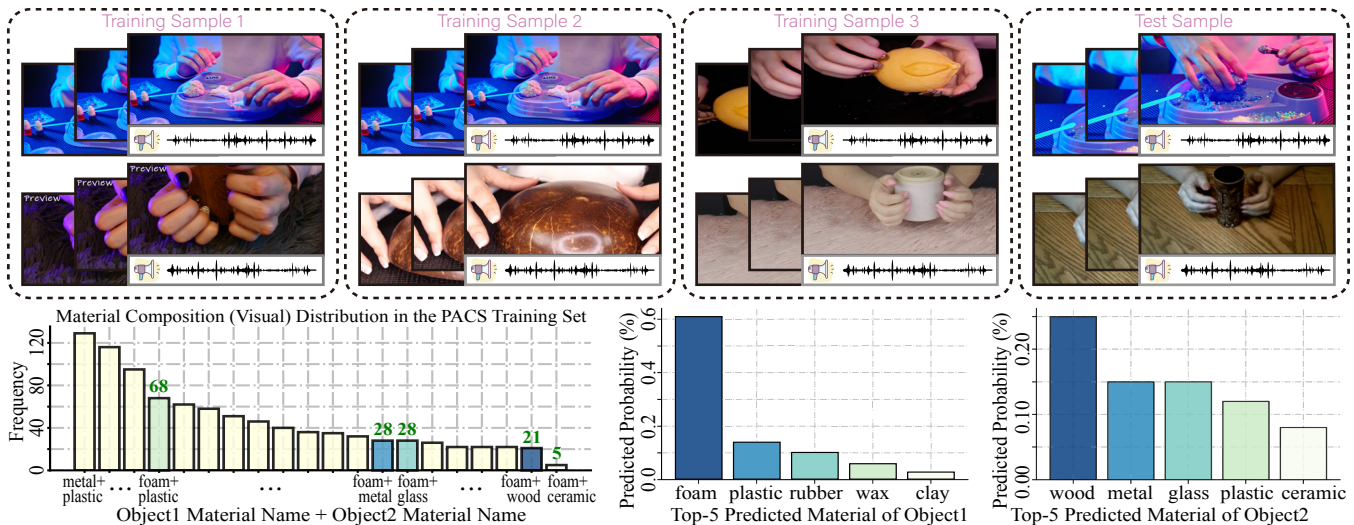 Training Sample 1
Training Sample 2
Training Sample 3
Test Sample
Preview
Preview
Preview
Material Composition (Visual) Distribution in the PACS Training Set
Frequency
120
80
40
0
68
28
28
21
5
metal+
plastic
...
foam+
plastic
...
foam+
metal
foam+
glass
...
foam+
wood
foam+
ceramic
Object1 Material Name + Object2 Material Name
Predicted Probability (%)
0.6
0.4
0.2
0.0
foam
plastic
rubber
wax
clay
Top-5 Predicted Material of Object1
Predicted Probability (%)
0.20
0.10
0.00
wood
metal
glass
plastic
ceramic
Top-5 Predicted Material of Object2